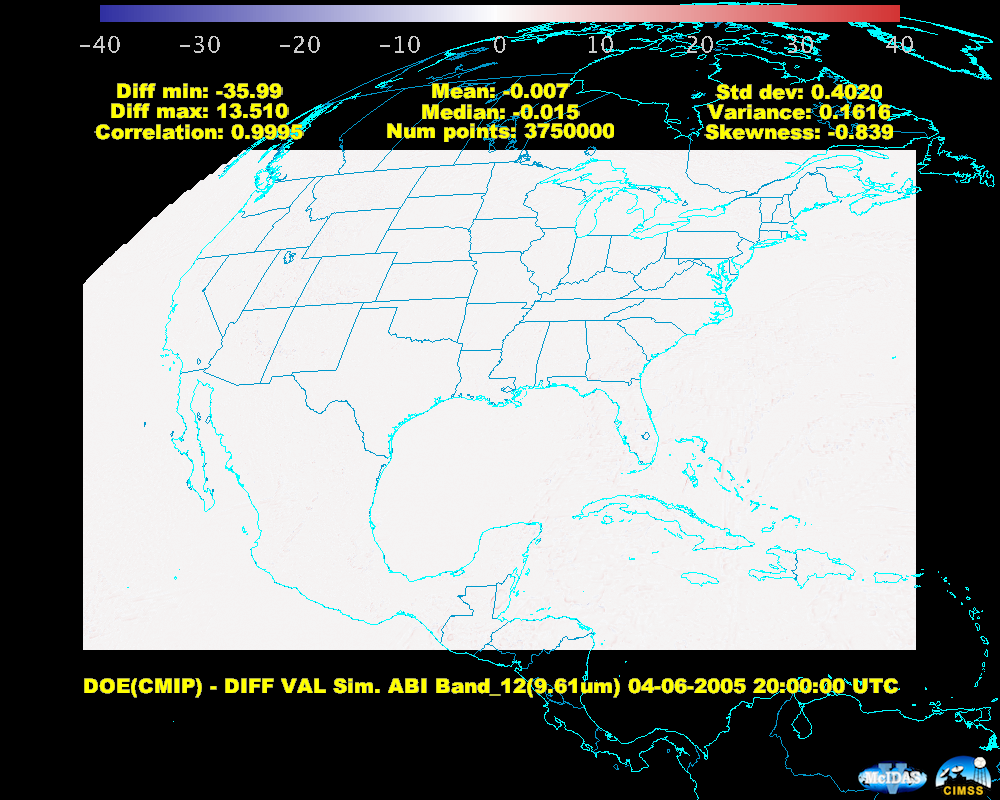 -40 -30 -20 -10 0 10 20 30 40
Diff min: -35.99 Mean: -0.007 Std dev: 0.4020
Diff max: 13.510 Median: -0.015 Variance: 0.1616
Correlation: 0.9995 Num points: 3750000 Skewness: -0.839
DOE(CMIP) - DIFF VAL Sim. ABI Band_12(9.61um) 04-06-2005 20:00:00 UTC
McIDAS V
CIMSS